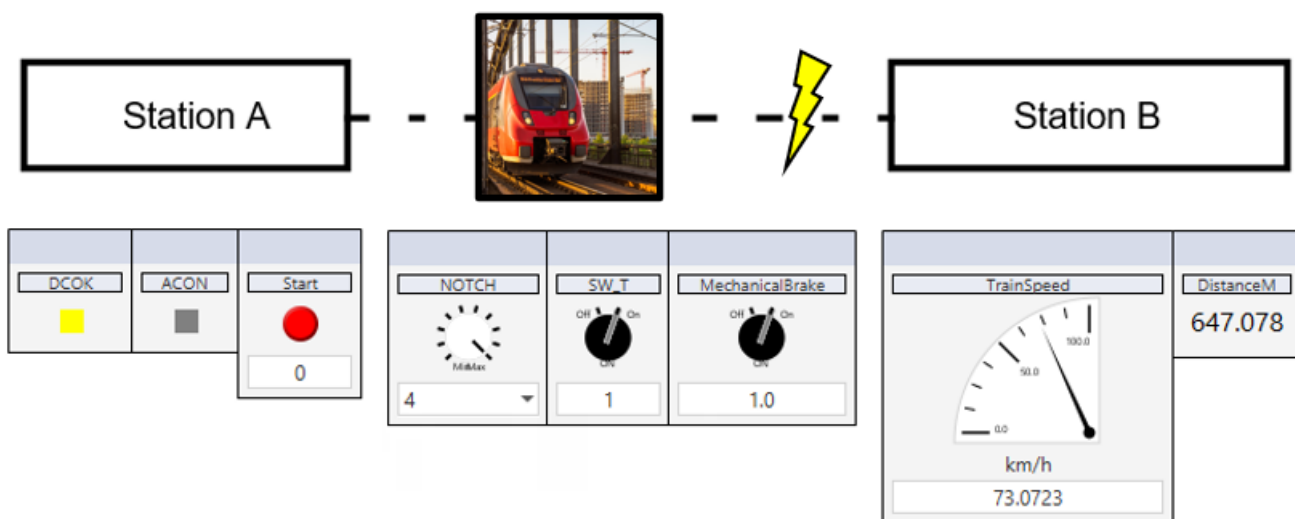 Station A
Station B
DCOK
ACON
Start
0
NOTCH
MinMax
4
SW_T
Off
On
ON
1
MechanicalBrake
Off
On
ON
1.0
TrainSpeed
0.0
50.0
100.0
km/h
73.0723
DistanceM
647.078